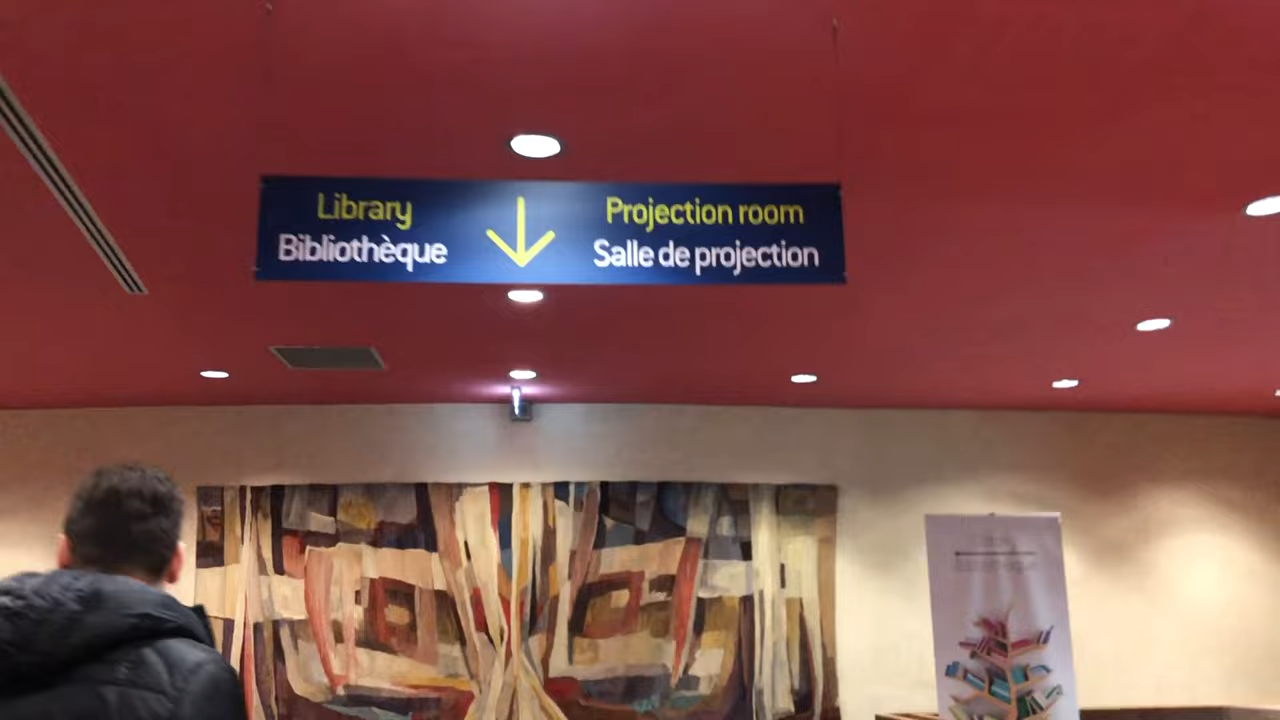 Library
Bibliothèque
Projection room
Salle de projection